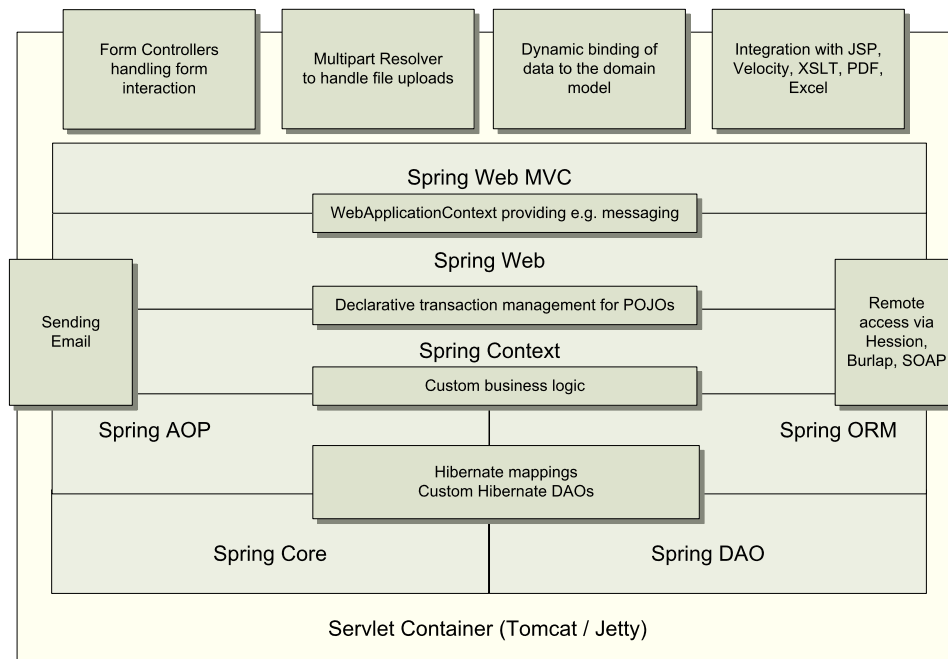 Form Controllers
handling form
interaction
Multipart Resolver
to handle file uploads
Dynamic binding of
data to the domain
model
Integration with JSP,
Velocity, XSLT, PDF,
Excel
Spring Web MVC
WebApplicationContext providing e.g. messaging
Spring Web
Sending
Email
Declarative transaction management for POJOs
Remote
access via
Hession,
Burlap, SOAP
Spring Context
Custom business logic
Spring AOP
Spring ORM
Hibernate mappings
Custom Hibernate DAOs
Spring Core
Spring DAO
Servlet Container (Tomcat / Jetty)